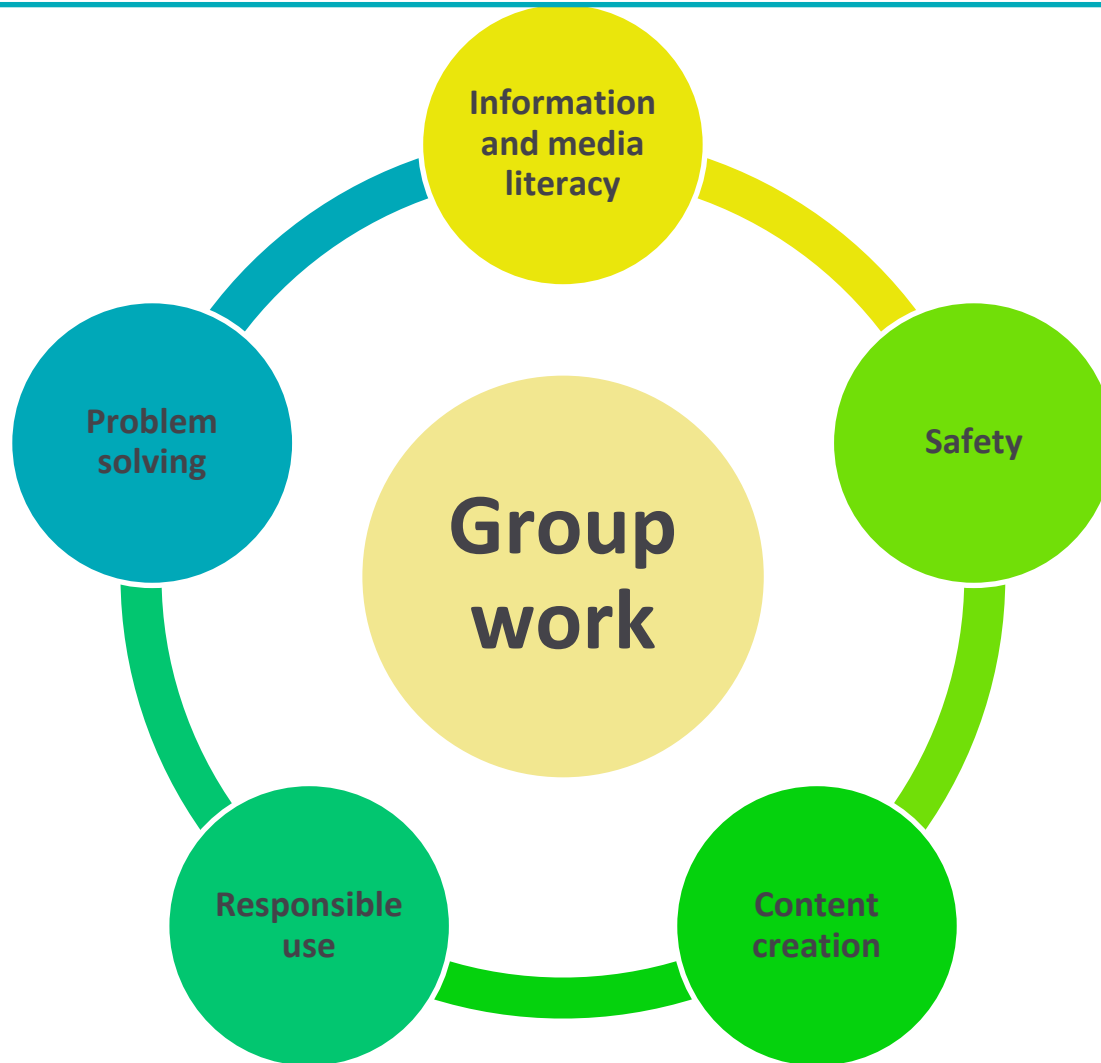 Information
and media
literacy
Safety
Content
creation
Responsible
use
Problem
solving
Group
work